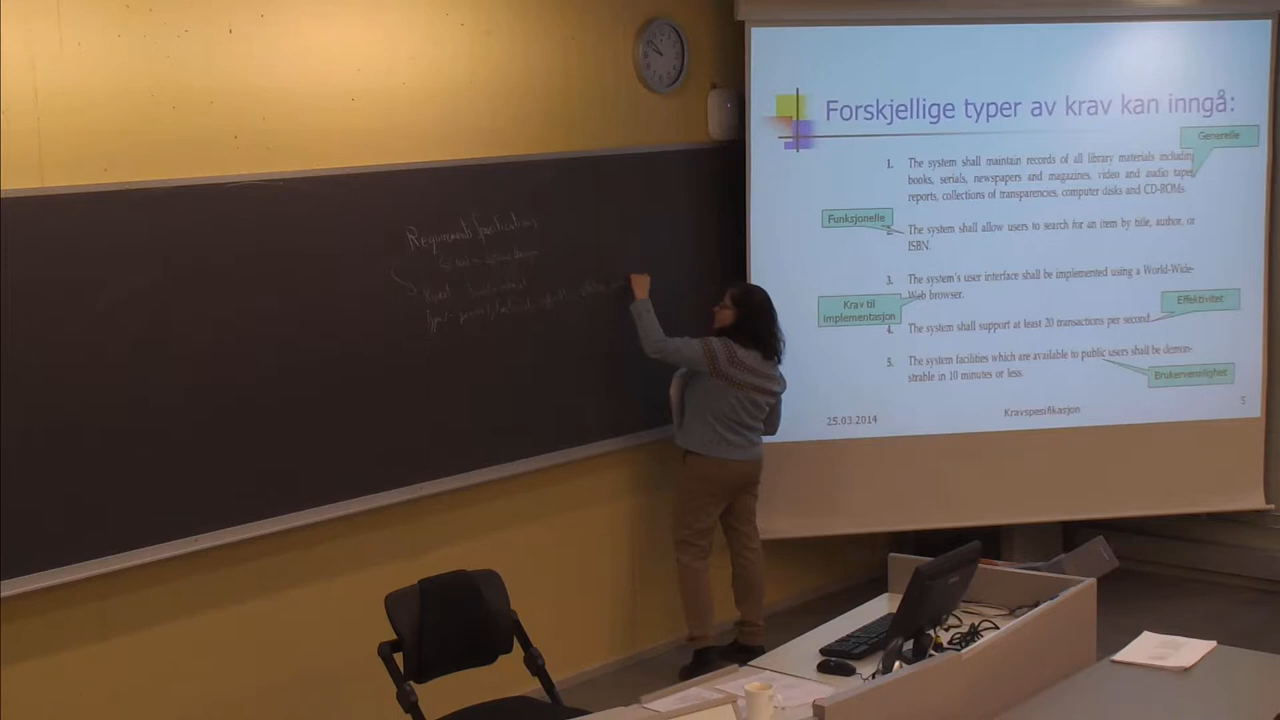 Requirements Specifications
Forskjellige typer av krav kan inngå:
Generelle
1. The system shall maintain records of all library materials including
books, serials, newspapers and magazines, video and audio tapes
reports, collections of transparencies, computer disks and CD-ROMs.
Funksjonelle
The system shall allow users to search for an item by title, author, or
ISBN.
3. The system's user interface shall be implemented using a World-Wide-
Web browser.
Krav til
implementasjon
Effektivitet
4. The system shall support at least 20 transactions per second.
5. The system facilities which are available to public users shall be demon-
strable in 10 minutes or less.
Brukervennlighet
25.03.2014
Kravspesifikasjon
5